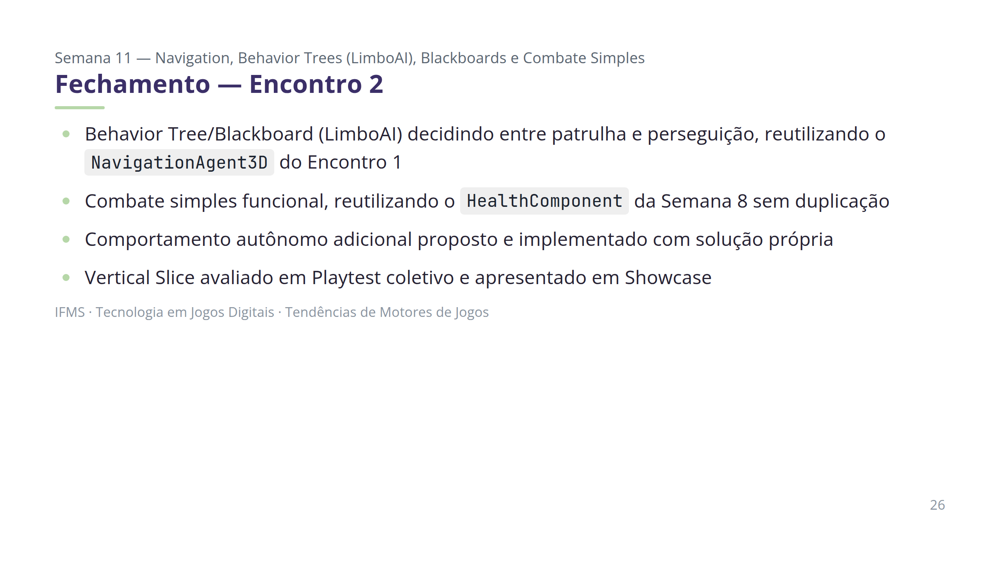 Semana 11 — Navigation, Behavior Trees (LimboAI), Blackboards e Combate Simples
Fechamento — Encontro 2
Behavior Tree/Blackboard (LimboAI) decidindo entre patrulha e perseguição, reutilizando o
NavigationAgent3D do Encontro 1
Combate simples funcional, reutilizando o HealthComponent da Semana 8 sem duplicação
Comportamento autônomo adicional proposto e implementado com solução própria
Vertical Slice avaliado em Playtest coletivo e apresentado em Showcase
IFMS · Tecnologia em Jogos Digitais · Tendências de Motores de Jogos
26